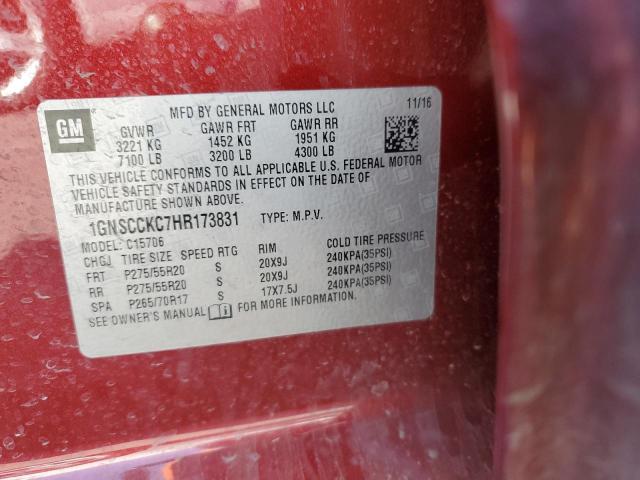 GM
MFD BY GENERAL MOTORS LLC 11/16
GVWR GAWR FRT GAWR RR
3221 KG 1452 KG 1951 KG
7100 LB 3200 LB 4300 LB
THIS VEHICLE CONFORMS TO ALL APPLICABLE U.S. FEDERAL MOTOR
VEHICLE SAFETY STANDARDS IN EFFECT ON THE DATE OF
MANUFACTURE SHOWN ABOVE.
1GNSCCKC7HR173831 TYPE: M.P.V.
MODEL: C15706
CHGJ TIRE SIZE SPEED RTG RIM COLD TIRE PRESSURE
FRT P275/55R20 S 20X9J 240KPA(35PSI)
RR P275/55R20 S 20X9J 240KPA(35PSI)
SPA P265/70R17 S 17X7.5J 240KPA(35PSI)
SEE OWNER'S MANUAL FOR MORE INFORMATION.